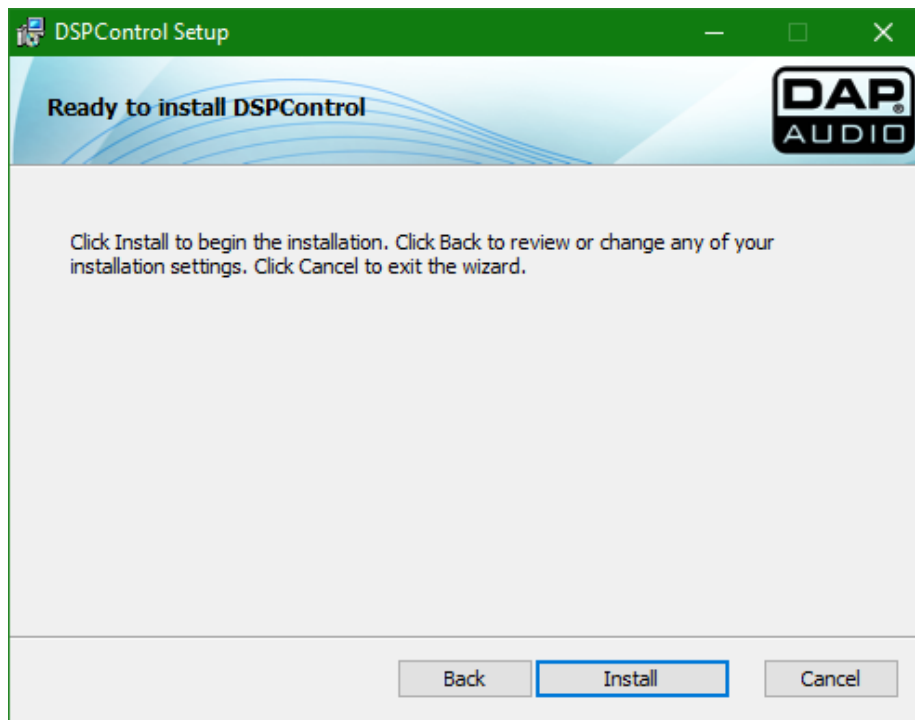 DSPControl Setup
Ready to install DSPControl
DAP®
AUDIO
Click Install to begin the installation. Click Back to review or change any of your
installation settings. Click Cancel to exit the wizard.
Back Install Cancel